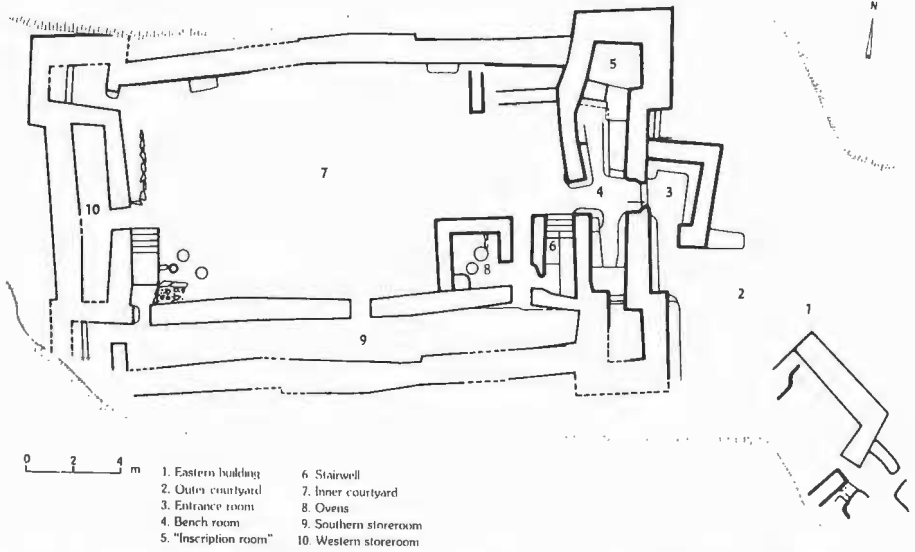 N
5
7
4
3
10
6
8
2
1
9
0 2 4 m
1. Eastern building
2. Outer courtyard
3. Entrance room
4. Bench room
5. "Inscription room"
6 Stairwell
7. Inner courtyard
8. Ovens
9. Southern storeroom
10. Western storeroom